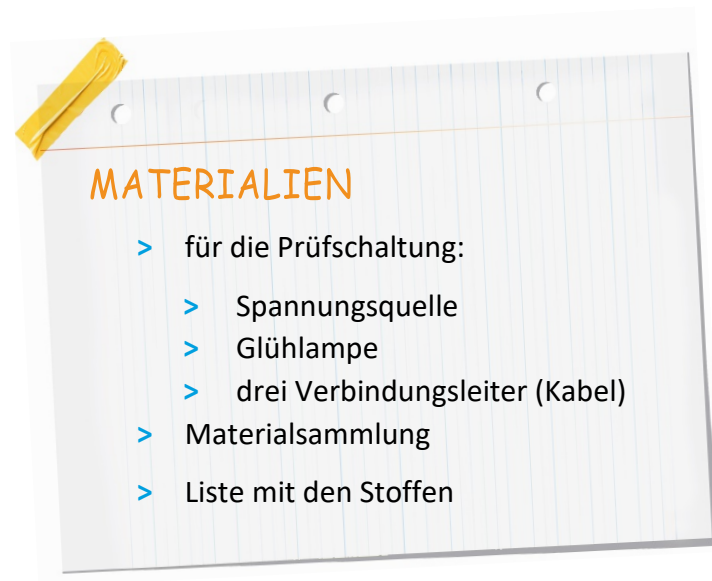 MATERIALIEN
> für die Prüfschaltung:
> Spannungsquelle
> Glühlampe
> drei Verbindungsleiter (Kabel)
> Materialsammlung
> Liste mit den Stoffen